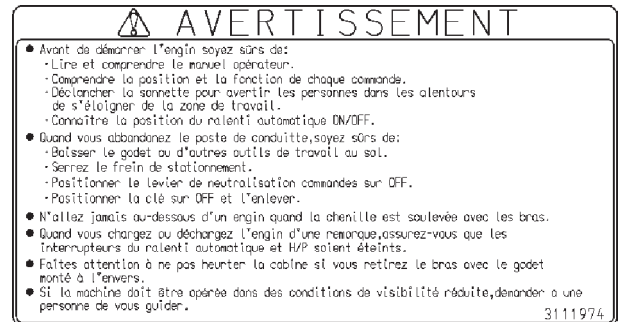 AVERTISSEMENT
● Avant de démarrer l'engin soyez sûrs de:
-Lire et comprendre le manuel opérateur.
-Comprendre la position et la fonction de chaque commande.
-Déclancher la sonnette pour avertir les personnes dans les alentours
de s'éloigner de la zone de travail.
-Connaître la position du ralenti automatique ON/OFF.
● Quand vous abbandonez le poste de conduitte,soyez sûrs de:
-Baisser le godet ou d'autres outils de travail au sol.
-Serrez le frein de stationnement.
-Positionner le levier de neutralisation commandes sur OFF.
-Positionner la clé sur OFF et l'enlever.
● N'allez jamais au-dessous d'un engin quand la chenille est soulevée avec les bras.
● Quand vous chargez ou déchargez l'engin d'une remorque,assurez-vous que les
interrupteurs du ralenti automatique et H/P soient éteints.
● Faites attention à ne pas heurter la cabine si vous retirez le bras avec le godet
monté à l'envers.
● Si la machine doit être opérée dans des conditions de visibilité réduite,demander a une
personne de vous guider.
3111974